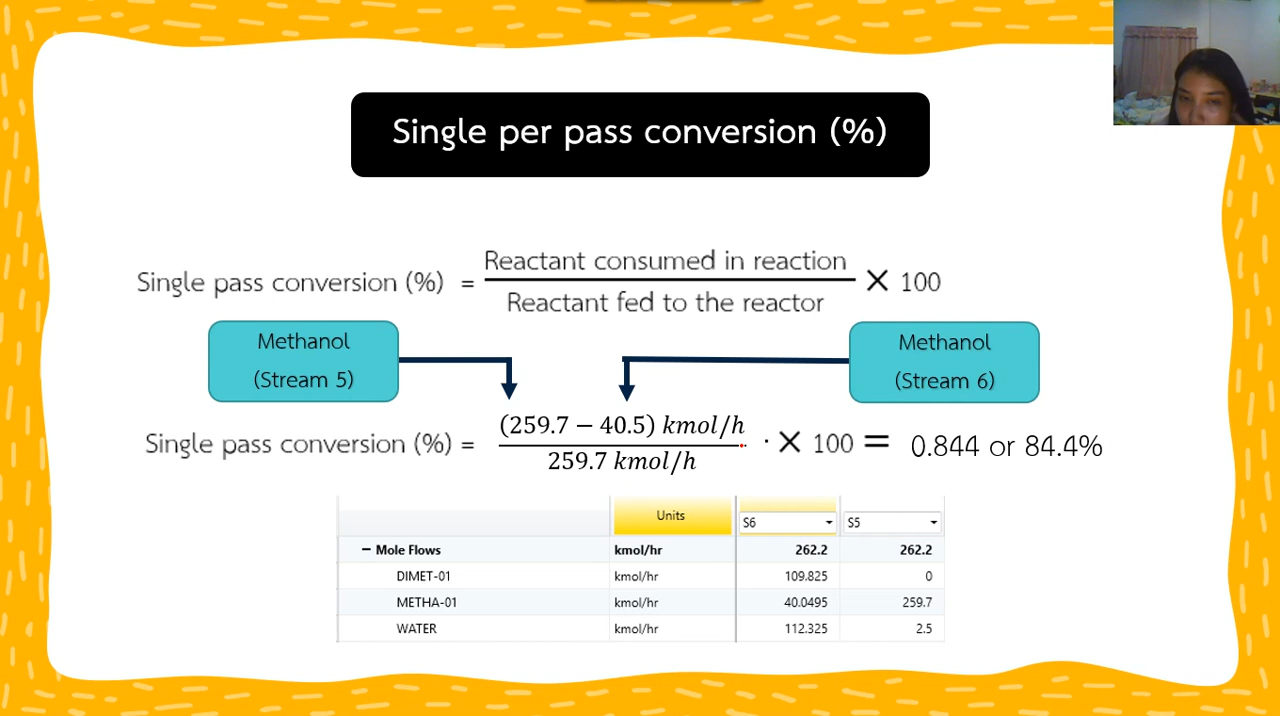 Single per pass conversion (%)
Single pass conversion (%) = Reactant consumed in reaction / Reactant fed to the reactor × 100
Methanol
(Stream 5)
Methanol
(Stream 6)
Single pass conversion (%) = (259.7 − 40.5) kmol/h / 259.7 kmol/h · × 100 = 0.844 or 84.4%
Units S6 S5
− Mole Flows kmol/hr 262.2 262.2
DIMET-01 kmol/hr 109.825 0
METHA-01 kmol/hr 40.0495 259.7
WATER kmol/hr 112.325 2.5